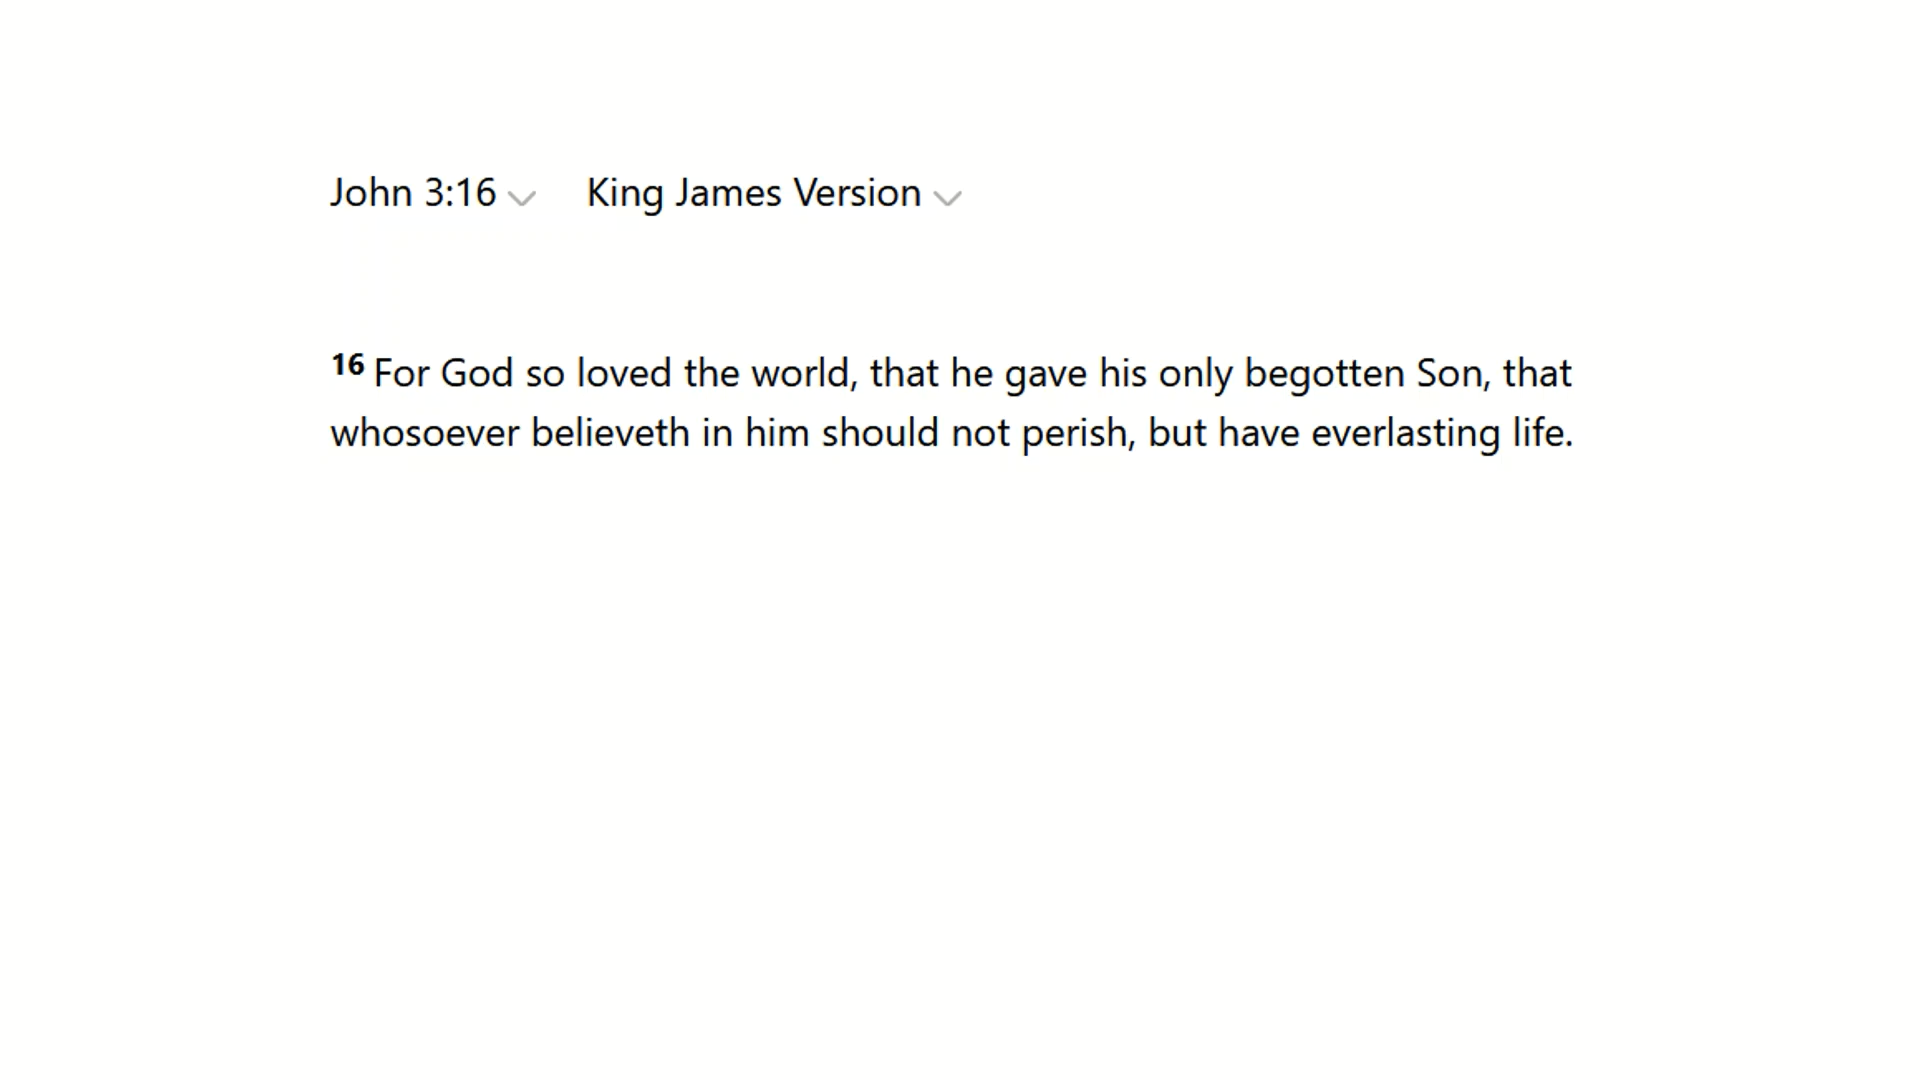 John 3:16 King James Version
16 For God so loved the world, that he gave his only begotten Son, that
whosoever believeth in him should not perish, but have everlasting life.